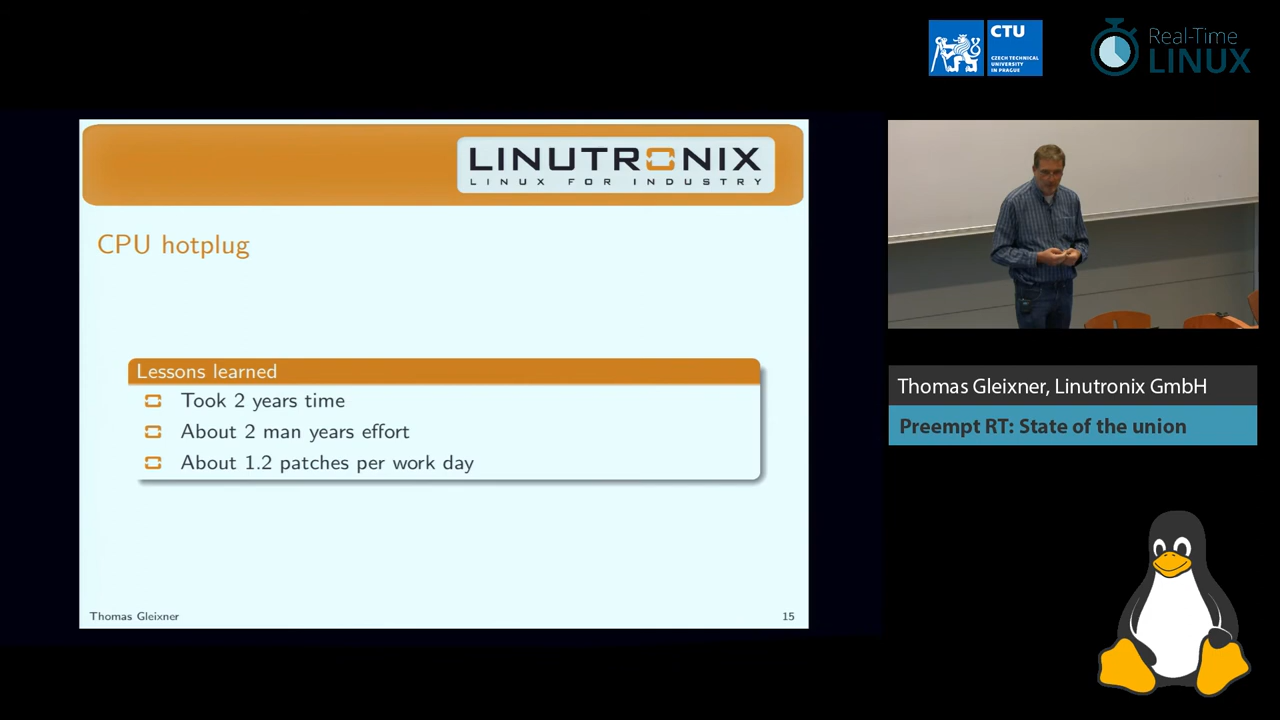 CTU
CZECH TECHNICAL
UNIVERSITY
IN PRAGUE
Real-Time
LINUX
LINUTRONIX
LINUX FOR INDUSTRY
CPU hotplug
Lessons learned
Took 2 years time
About 2 man years effort
About 1.2 patches per work day
Thomas Gleixner
15
Thomas Gleixner, Linutronix GmbH
Preempt RT: State of the union